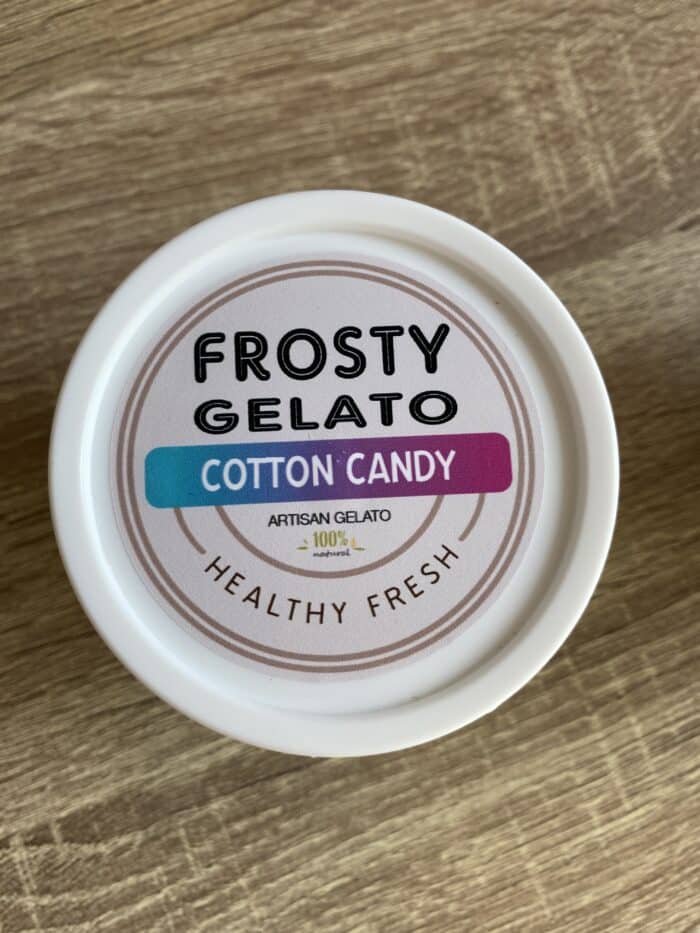 FROSTY
GELATO
COTTON CANDY
ARTISAN GELATO
100%
natural
HEALTHY FRESH